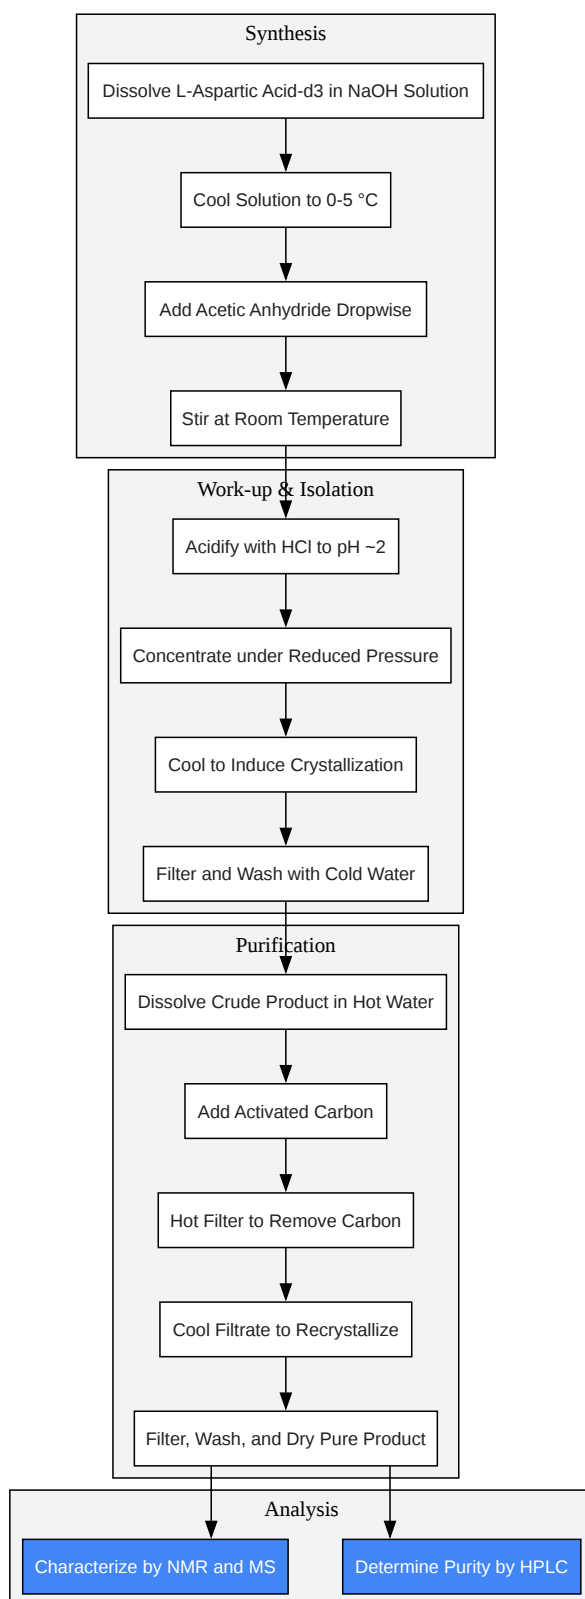 Synthesis
Dissolve L-Aspartic Acid-d3 in NaOH Solution
Cool Solution to 0-5 °C
Add Acetic Anhydride Dropwise
Stir at Room Temperature
Work-up & Isolation
Acidify with HCl to pH ~2
Concentrate under Reduced Pressure
Cool to Induce Crystallization
Filter and Wash with Cold Water
Purification
Dissolve Crude Product in Hot Water
Add Activated Carbon
Hot Filter to Remove Carbon
Cool Filtrate to Recrystallize
Filter, Wash, and Dry Pure Product
Analysis
Characterize by NMR and MS
Determine Purity by HPLC